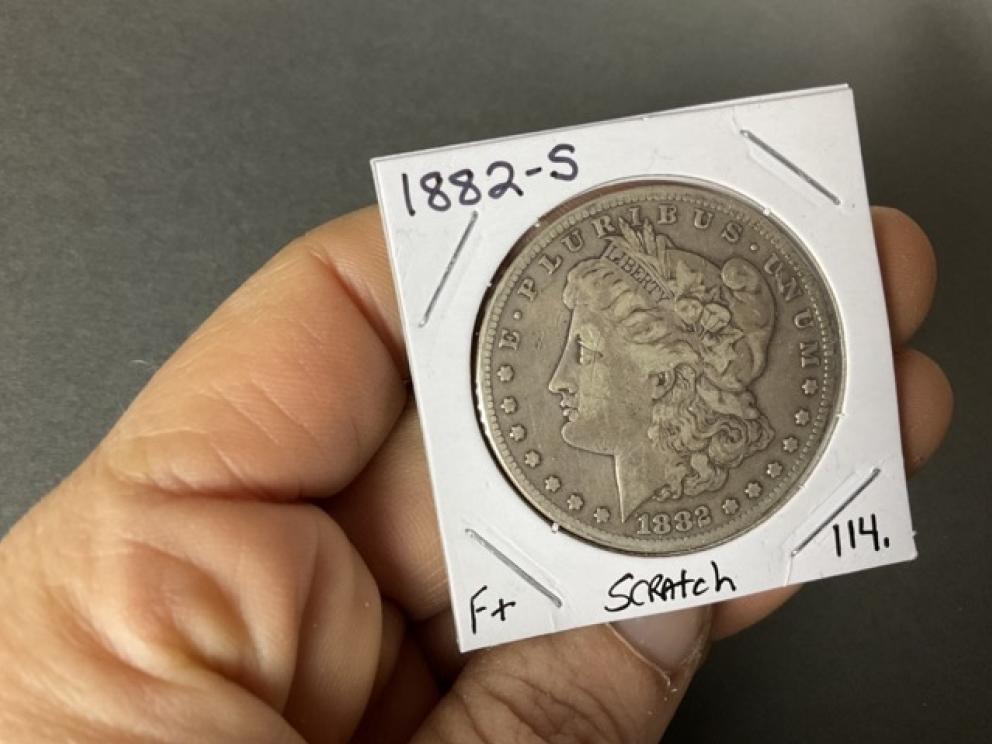 1882-S
E·PLURIBUS·UNUM
LIBERTY
1882
114.
F+
SCRAtch